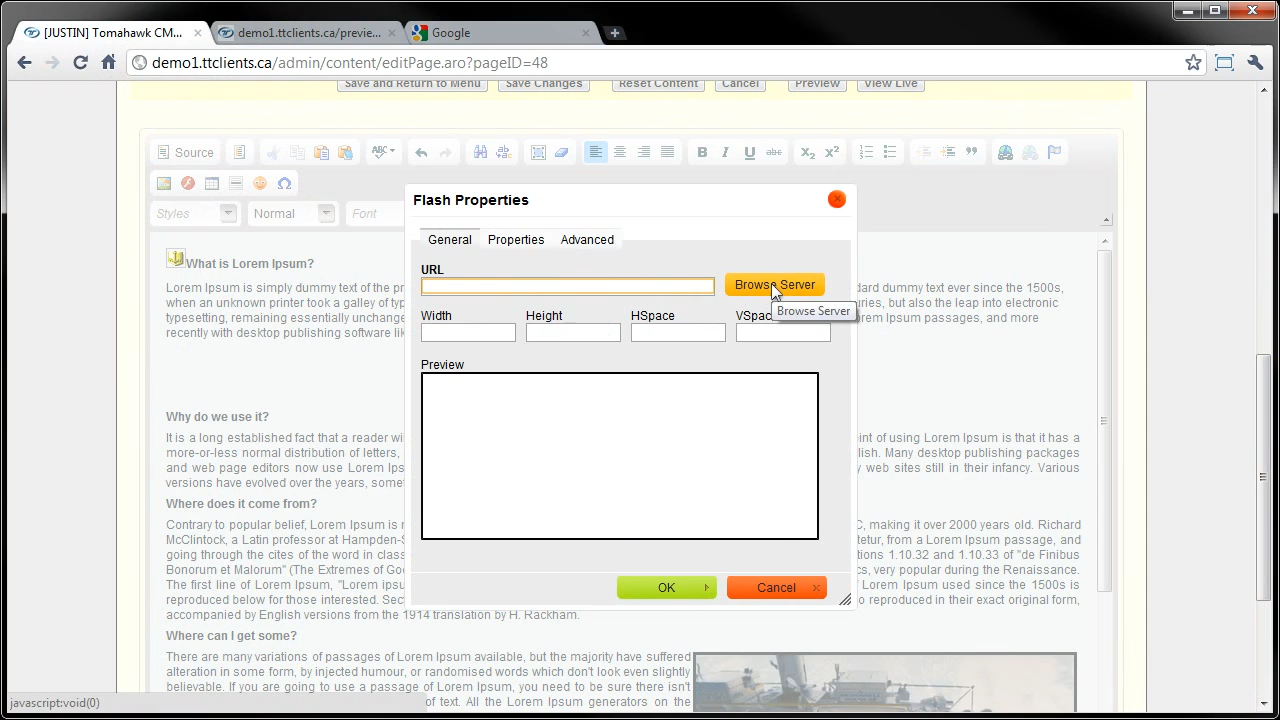 [JUSTIN] Tomahawk CM...
demo1.ttclients.ca/previe...
Google
demo1.ttclients.ca/admin/content/editPage.aro?pageID=48
Save and Return to Menu
Save Changes
Reset Content
Cancel
Preview
View Live
Source
ABC
B I U abc X₂ X²
Styles
Normal
Font
Flash Properties
General
Properties
Advanced
URL
Browse Server
Browse Server
Width
Height
HSpace
VSpac
Preview
OK
Cancel
What is Lorem Ipsum?
Lorem Ipsum is simply dummy text of the pr
dard dummy text ever since the 1500s,
when an unknown printer took a galley of typ
uries, but also the leap into electronic
typesetting, remaining essentially unchange
orem Ipsum passages, and more
recently with desktop publishing software lik
Why do we use it?
It is a long established fact that a reader wi
int of using Lorem Ipsum is that it has a
more-or-less normal distribution of letters,
lish. Many desktop publishing packages
and web page editors now use Lorem Ips
y web sites still in their infancy. Various
versions have evolved over the years, somet
Where does it come from?
Contrary to popular belief, Lorem Ipsum is n
C, making it over 2000 years old. Richard
McClintock, a Latin professor at Hampden-S
tetur, from a Lorem Ipsum passage, and
going through the cites of the word in class
tions 1.10.32 and 1.10.33 of "de Finibus
Bonorum et Malorum" (The Extremes of Go
cs, very popular during the Renaissance.
The first line of Lorem Ipsum, "Lorem ipsu
f Lorem Ipsum used since the 1500s is
reproduced below for those interested. Sec
o reproduced in their exact original form,
accompanied by English versions from the 1914 translation by H. Rackham.
Where can I get some?
There are many variations of passages of Lorem Ipsum available, but the majority have suffered
alteration in some form, by injected humour, or randomised words which don't look even slightly
believable. If you are going to use a passage of Lorem Ipsum, you need to be sure there isn't
of text. All the Lorem Ipsum generators on the
javascript:void(0)